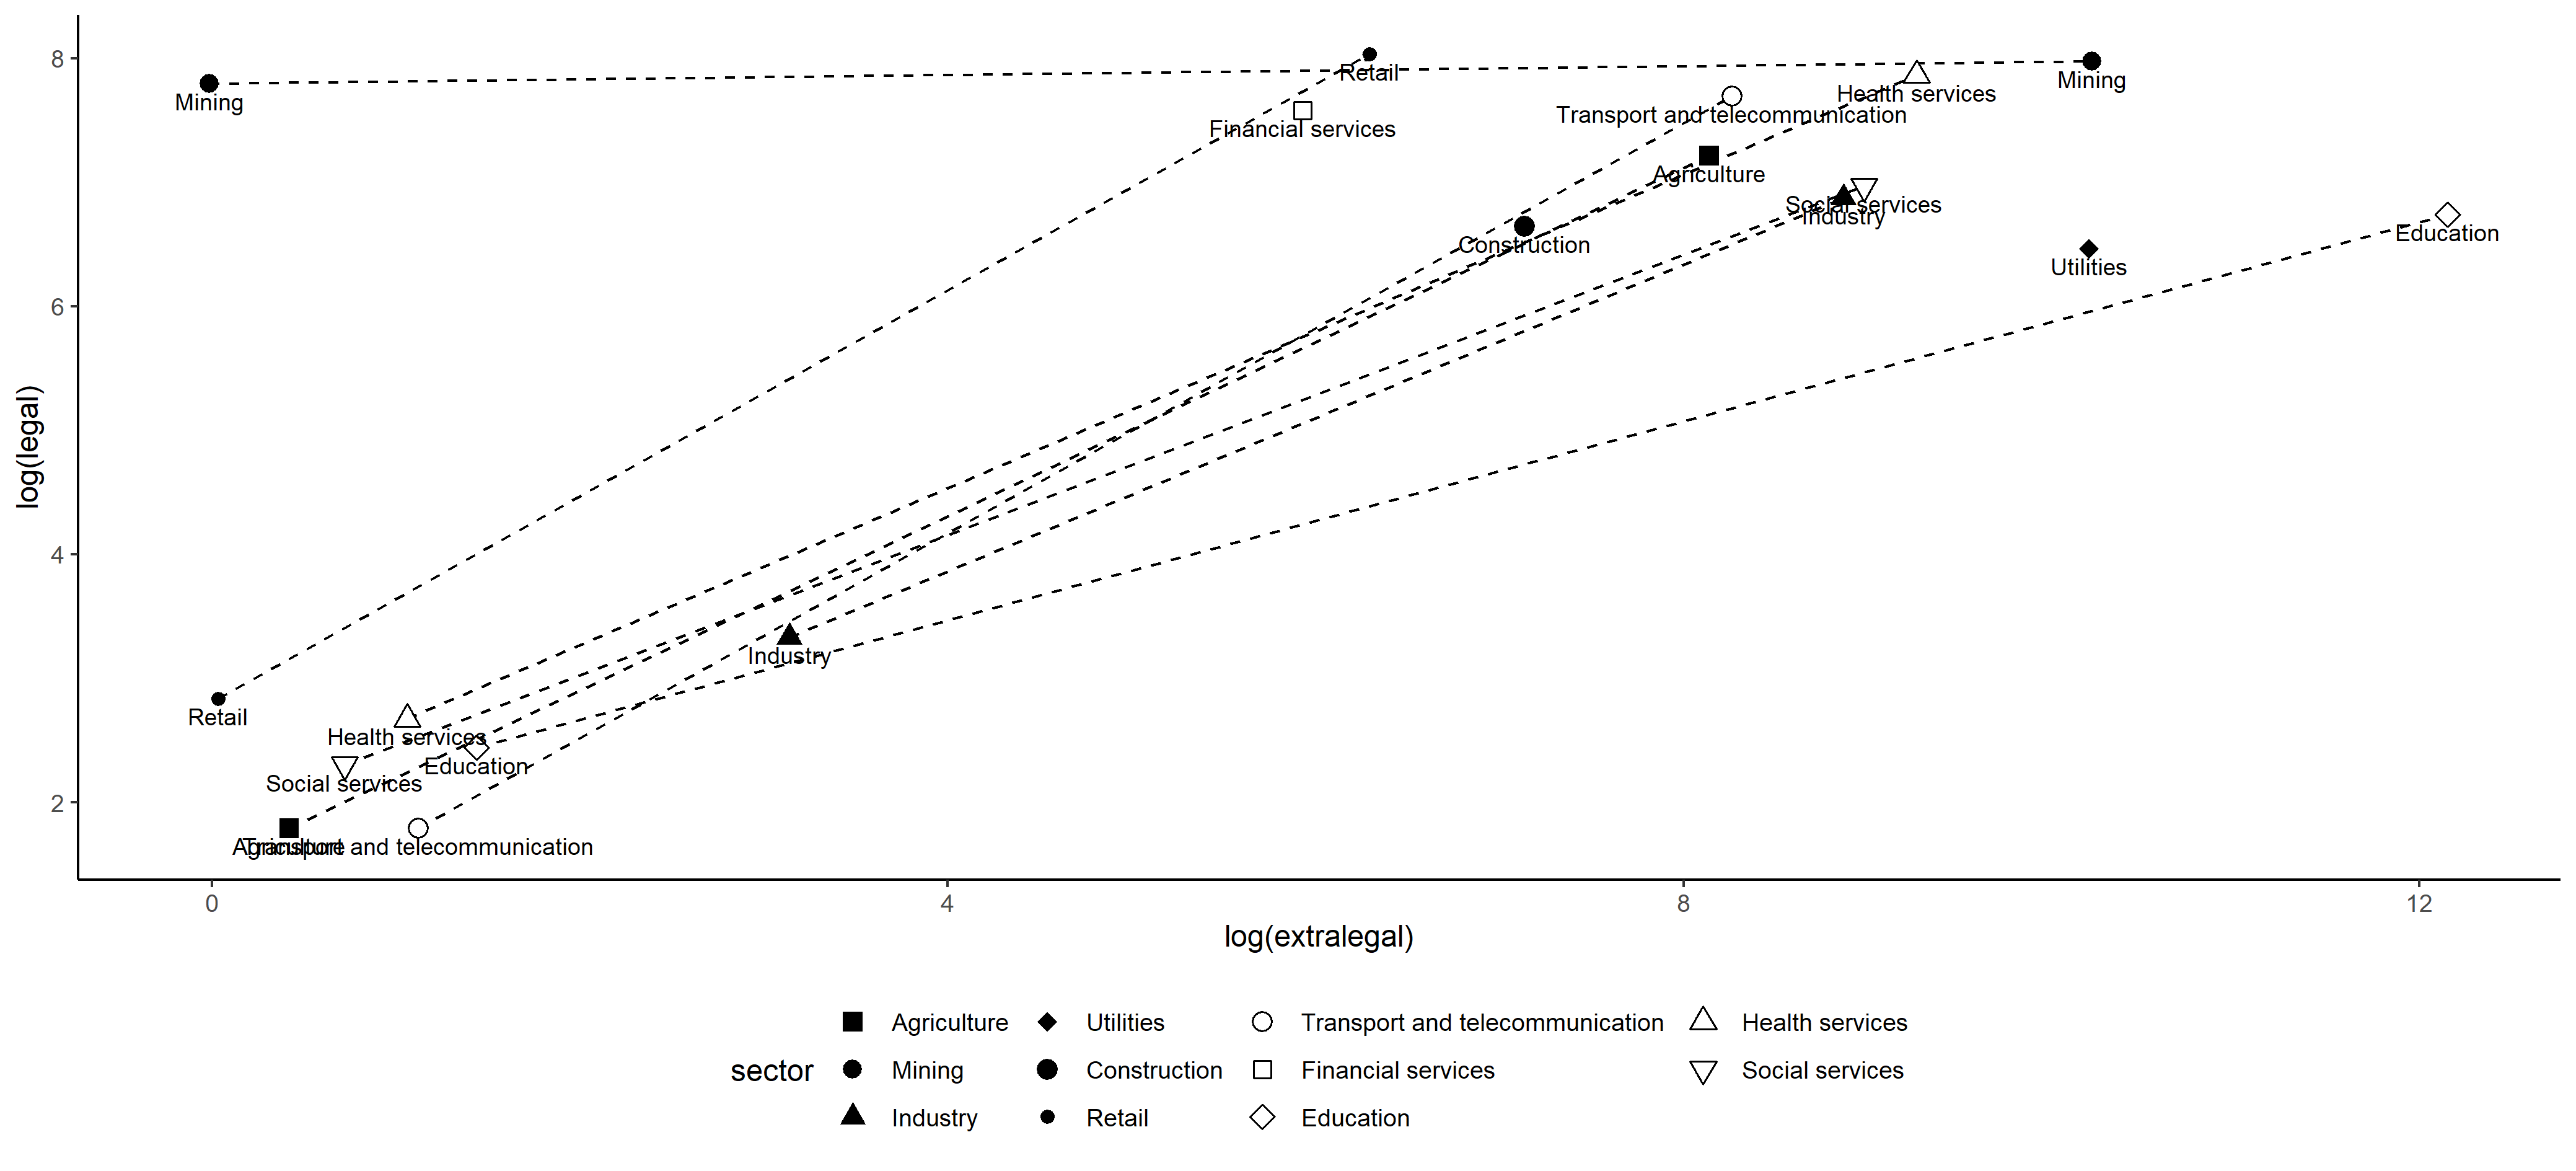 8
Retail
Mining
Mining
Health services
Financial services
Transport and telecommunication
Agriculture
Social services
Industry
Construction
Education
Utilities
6
log(legal)
4
Industry
Retail
Health services
Education
Social services
2
Agriculture
Transport and telecommunication
0 4 8 12
log(extralegal)
Agriculture Utilities Transport and telecommunication Health services
sector Mining Construction Financial services Social services
Industry Retail Education